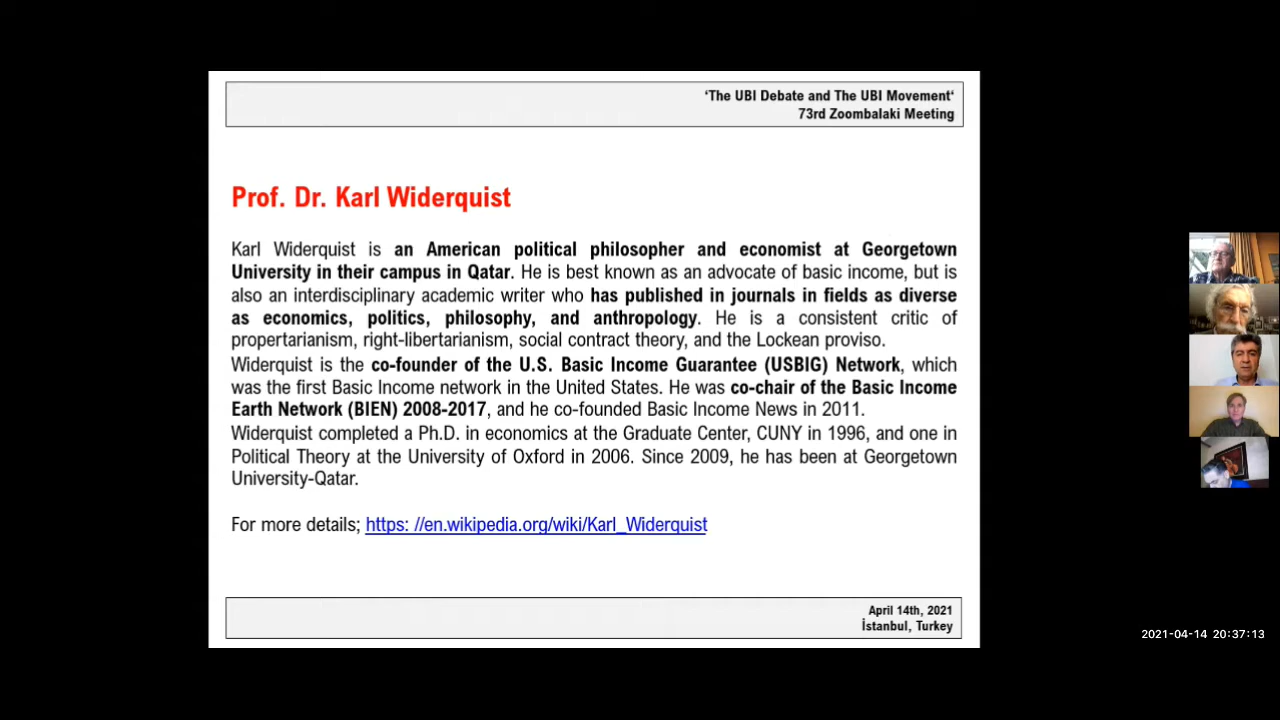 ‘The UBI Debate and The UBI Movement‘
73rd Zoombalaki Meeting
Prof. Dr. Karl Widerquist
Karl Widerquist is an American political philosopher and economist at Georgetown
University in their campus in Qatar. He is best known as an advocate of basic income, but is
also an interdisciplinary academic writer who has published in journals in fields as diverse
as economics, politics, philosophy, and anthropology. He is a consistent critic of
propertarianism, right-libertarianism, social contract theory, and the Lockean proviso.
Widerquist is the co-founder of the U.S. Basic Income Guarantee (USBIG) Network, which
was the first Basic Income network in the United States. He was co-chair of the Basic Income
Earth Network (BIEN) 2008-2017, and he co-founded Basic Income News in 2011.
Widerquist completed a Ph.D. in economics at the Graduate Center, CUNY in 1996, and one in
Political Theory at the University of Oxford in 2006. Since 2009, he has been at Georgetown
University-Qatar.
For more details; https: //en.wikipedia.org/wiki/Karl_Widerquist
April 14th, 2021
İstanbul, Turkey
2021-04-14 20:37:13